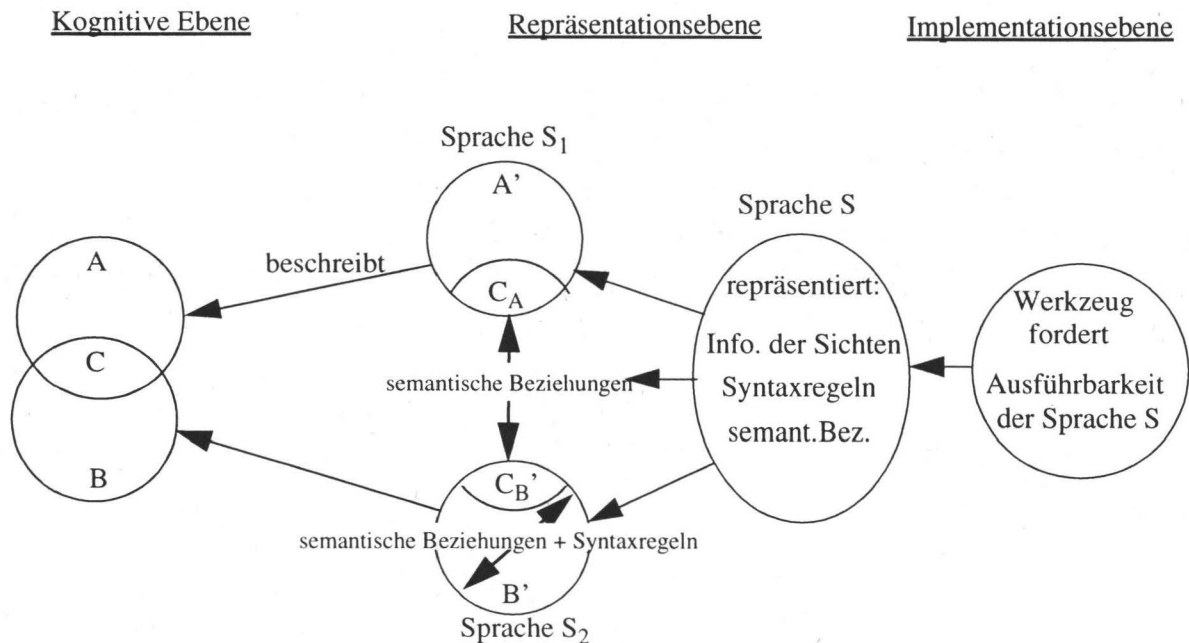 Kognitive Ebene
Repräsentationsebene
Implementationsebene
Sprache S1
A'
Sprache S
A
beschreibt
CA
repräsentiert:
Werkzeug
fordert
C
Info. der Sichten
semantische Beziehungen
Syntaxregeln
Ausführbarkeit
der Sprache S
semant.Bez.
B
CB'
semantische Beziehungen + Syntaxregeln
B'
Sprache S2